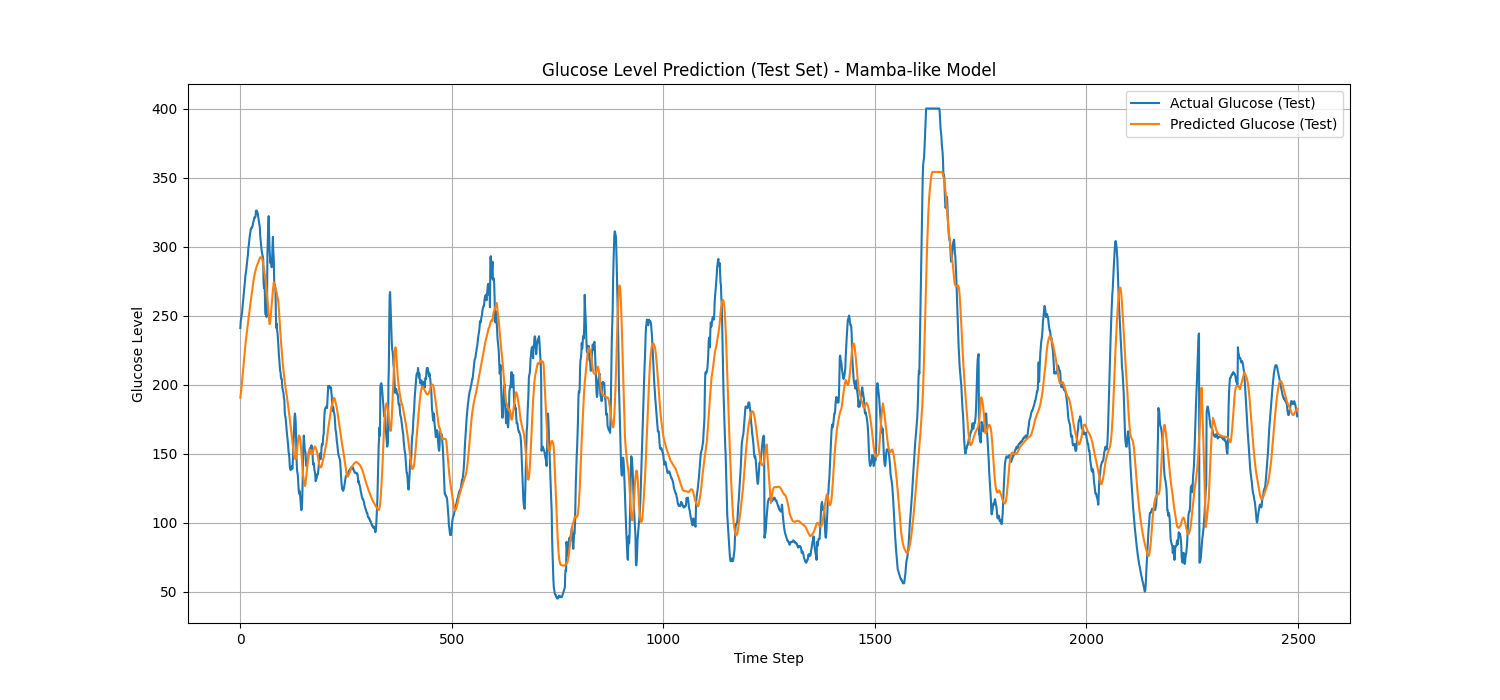 Glucose Level Prediction (Test Set) - Mamba-like Model
Actual Glucose (Test)
Predicted Glucose (Test)
Glucose Level
400
350
300
250
200
150
100
50
0
500
1000
1500
2000
2500
Time Step